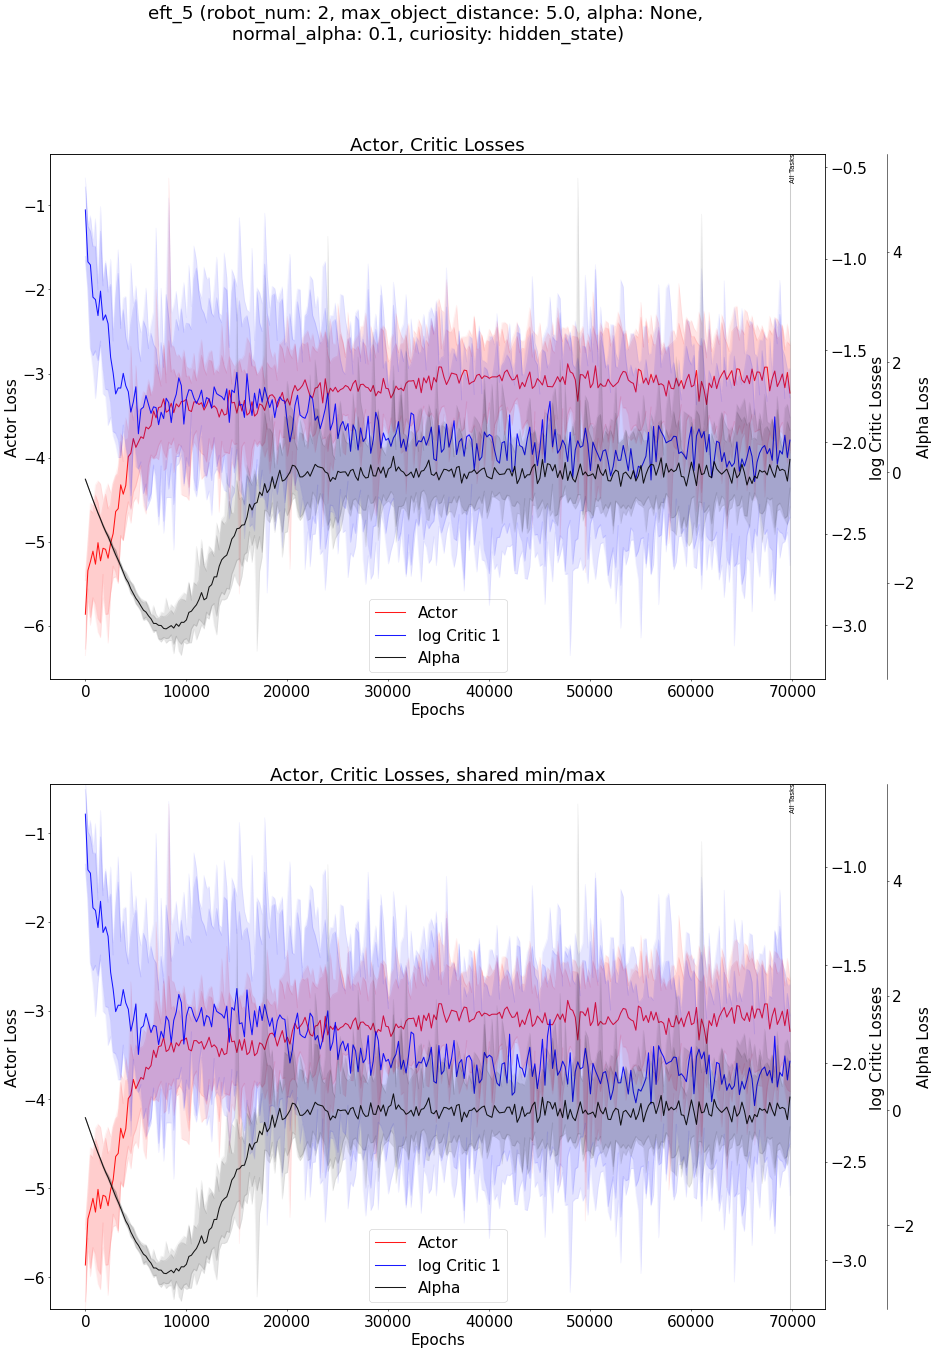 eft_5 (robot_num: 2, max_object_distance: 5.0, alpha: None,
normal_alpha: 0.1, curiosity: hidden_state)
Actor, Critic Losses
All Tasks
−1
−2
−3
−4
−5
−6
Actor Loss
−0.5
−1.0
−1.5
−2.0
−2.5
−3.0
log Critic Losses
4
2
0
−2
Alpha Loss
Actor
log Critic 1
Alpha
0
10000
20000
30000
40000
50000
60000
70000
Epochs
Actor, Critic Losses, shared min/max
All Tasks
−1
−2
−3
−4
−5
−6
Actor Loss
−1.0
−1.5
−2.0
−2.5
−3.0
log Critic Losses
4
2
0
−2
Alpha Loss
Actor
log Critic 1
Alpha
0
10000
20000
30000
40000
50000
60000
70000
Epochs